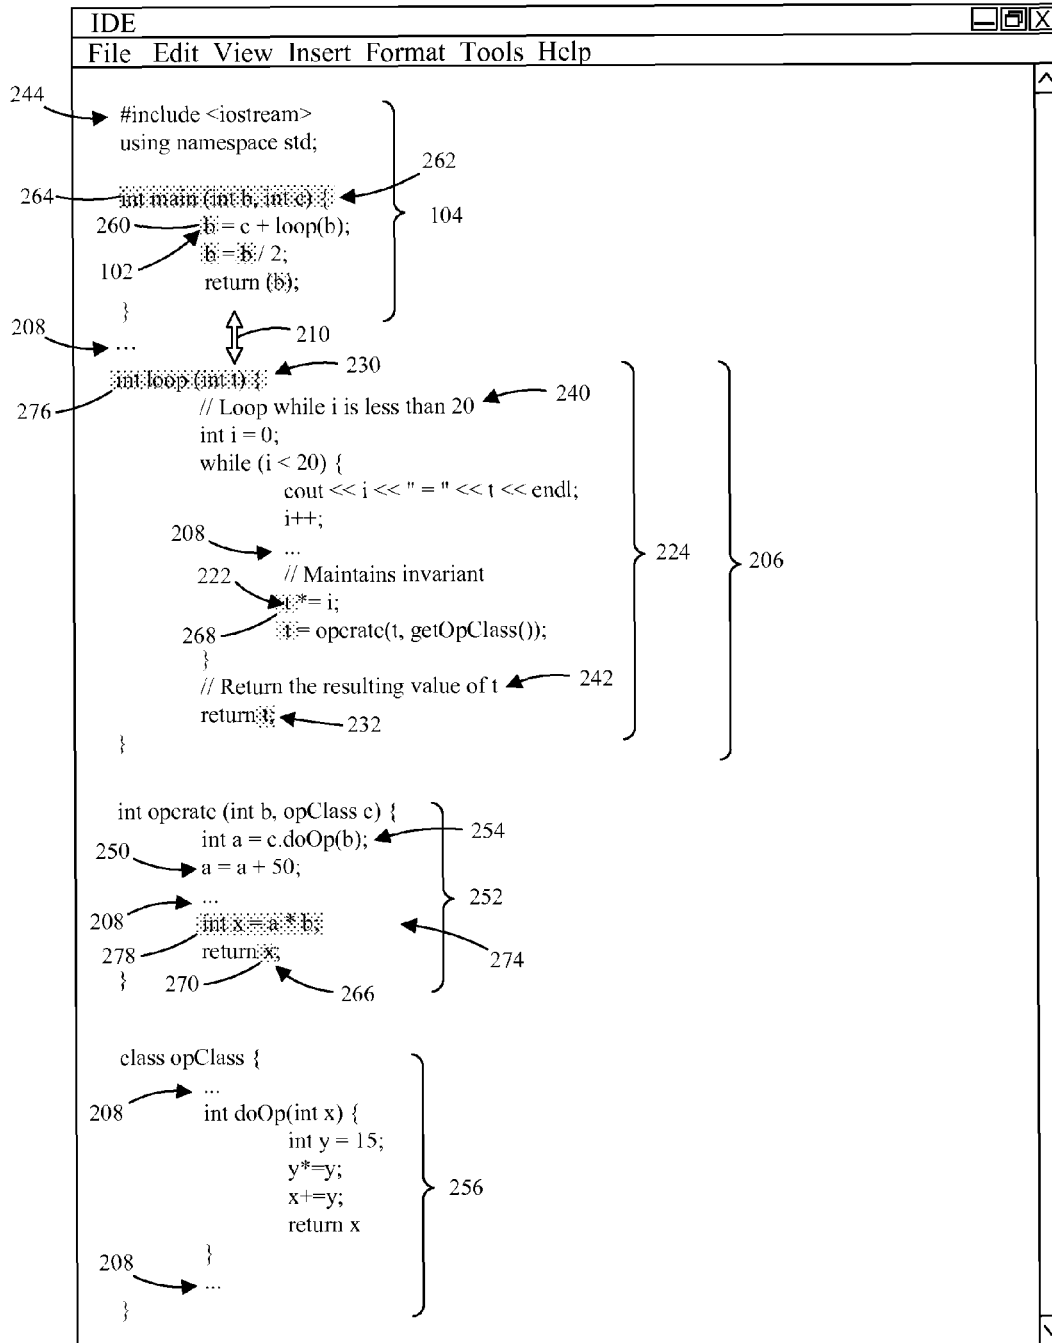 IDE
File Edit View Insert Format Tools Help
244
#include <iostream>
using namespace std;
262
264
int main (int b, int c) {
104
260
b = c + loop(b);
b = b / 2;
102
return (b);
}
208
...
210
230
int loop (int t) {
276
// Loop while i is less than 20
240
int i = 0;
while (i < 20) {
cout << i << " = " << t << endl;
i++;
208
...
224
206
// Maintains invariant
222
t *= i;
268
t = operate(t, getOpClass());
}
// Return the resulting value of t
242
return t;
232
}
int operate (int b, opClass c) {
int a = c.doOp(b);
254
250
a = a + 50;
...
252
208
int x = a * b;
278
274
return x;
}
270
266
class opClass {
...
208
int doOp(int x) {
int y = 15;
y*=y;
x+=y;
256
return x
}
208
...
}